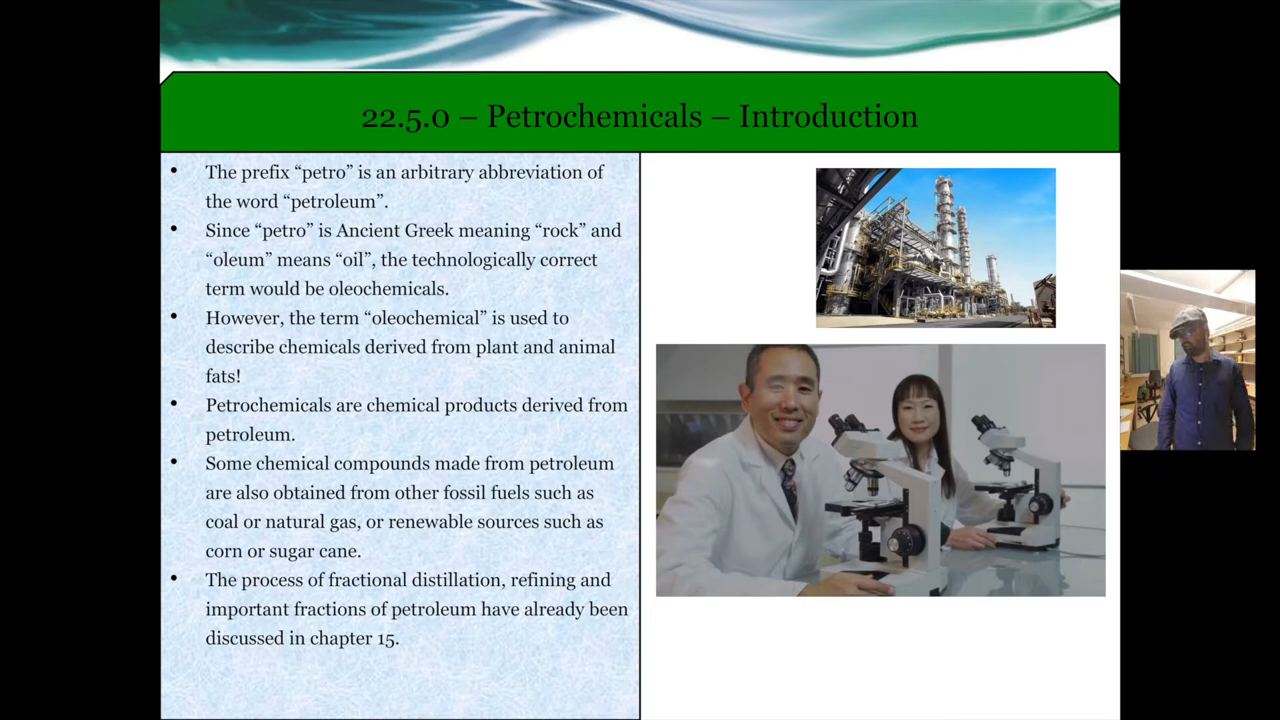 22.5.0 – Petrochemicals – Introduction
• The prefix “petro” is an arbitrary abbreviation of
the word “petroleum”.
• Since “petro” is Ancient Greek meaning “rock” and
“oleum” means “oil”, the technologically correct
term would be oleochemicals.
• However, the term “oleochemical” is used to
describe chemicals derived from plant and animal
fats!
• Petrochemicals are chemical products derived from
petroleum.
• Some chemical compounds made from petroleum
are also obtained from other fossil fuels such as
coal or natural gas, or renewable sources such as
corn or sugar cane.
• The process of fractional distillation, refining and
important fractions of petroleum have already been
discussed in chapter 15.